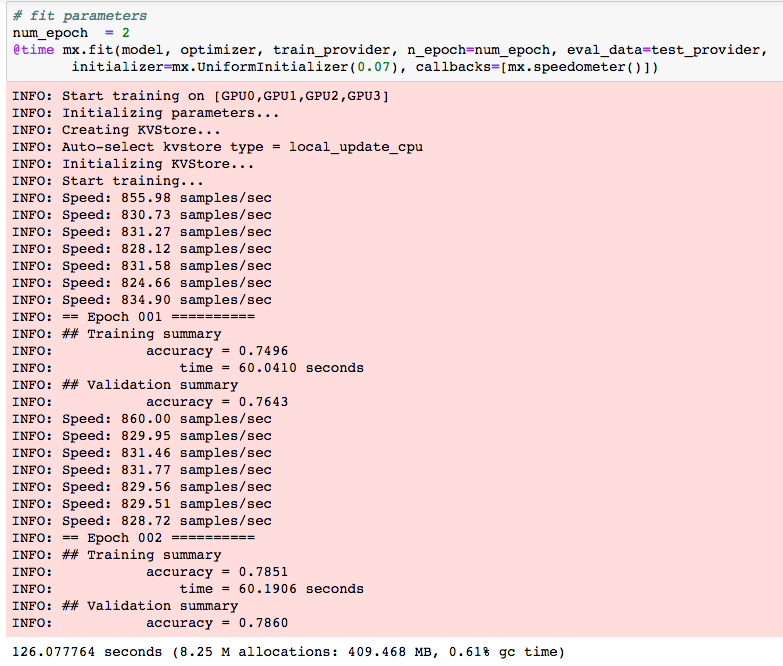 # fit parameters
num_epoch  = 2
@time mx.fit(model, optimizer, train_provider, n_epoch=num_epoch, eval_data=test_provider,
       initializer=mx.UniformInitializer(0.07), callbacks=[mx.speedometer()])
INFO: Start training on [GPU0,GPU1,GPU2,GPU3]
INFO: Initializing parameters...
INFO: Creating KVStore...
INFO: Auto-select kvstore type = local_update_cpu
INFO: Initializing KVStore...
INFO: Start training...
INFO: Speed: 855.98 samples/sec
INFO: Speed: 830.73 samples/sec
INFO: Speed: 831.27 samples/sec
INFO: Speed: 828.12 samples/sec
INFO: Speed: 831.58 samples/sec
INFO: Speed: 824.66 samples/sec
INFO: Speed: 834.90 samples/sec
INFO: == Epoch 001 ==========
INFO: ## Training summary
INFO:           accuracy = 0.7496
INFO:               time = 60.0410 seconds
INFO: ## Validation summary
INFO:           accuracy = 0.7643
INFO: Speed: 860.00 samples/sec
INFO: Speed: 829.95 samples/sec
INFO: Speed: 831.46 samples/sec
INFO: Speed: 831.77 samples/sec
INFO: Speed: 829.56 samples/sec
INFO: Speed: 829.51 samples/sec
INFO: Speed: 828.72 samples/sec
INFO: == Epoch 002 ==========
INFO: ## Training summary
INFO:           accuracy = 0.7851
INFO:               time = 60.1906 seconds
INFO: ## Validation summary
INFO:           accuracy = 0.7860
126.077764 seconds (8.25 M allocations: 409.468 MB, 0.61% gc time)